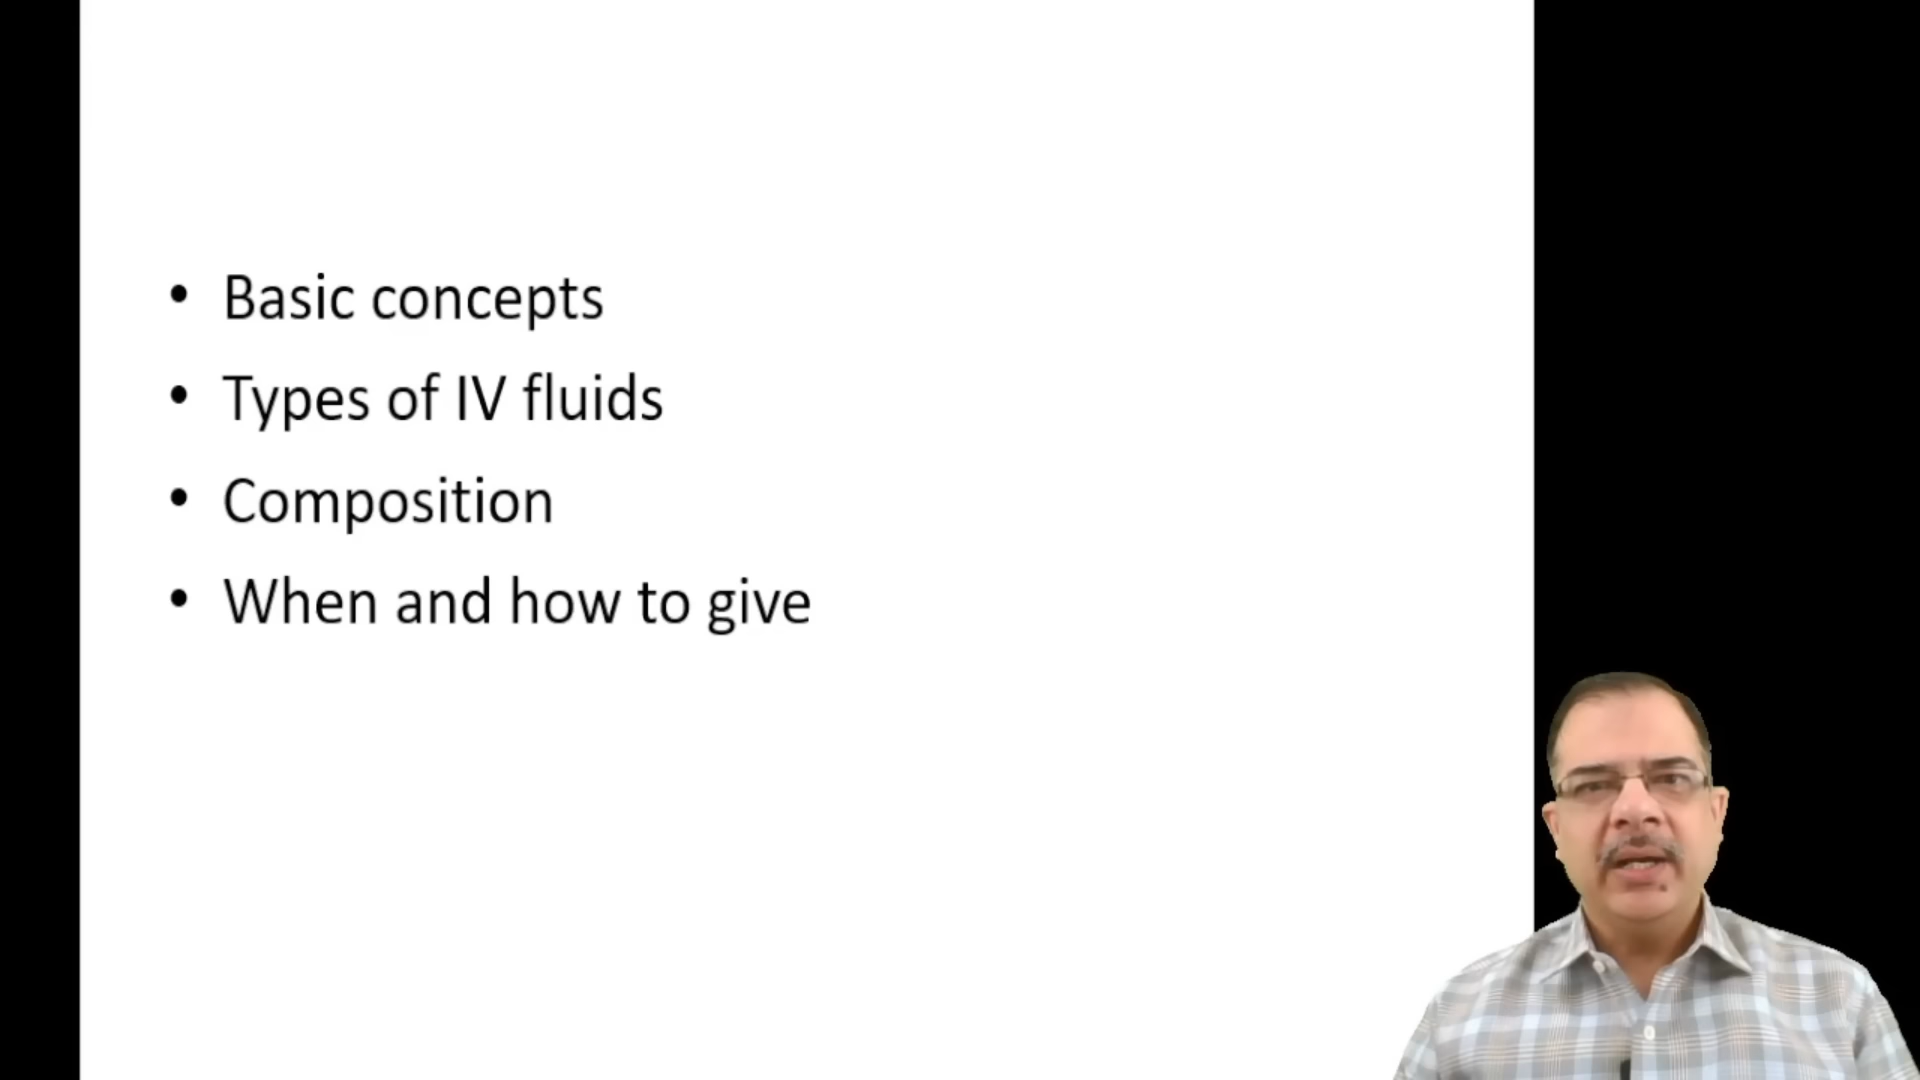 • Basic concepts
• Types of IV fluids
• Composition
• When and how to give